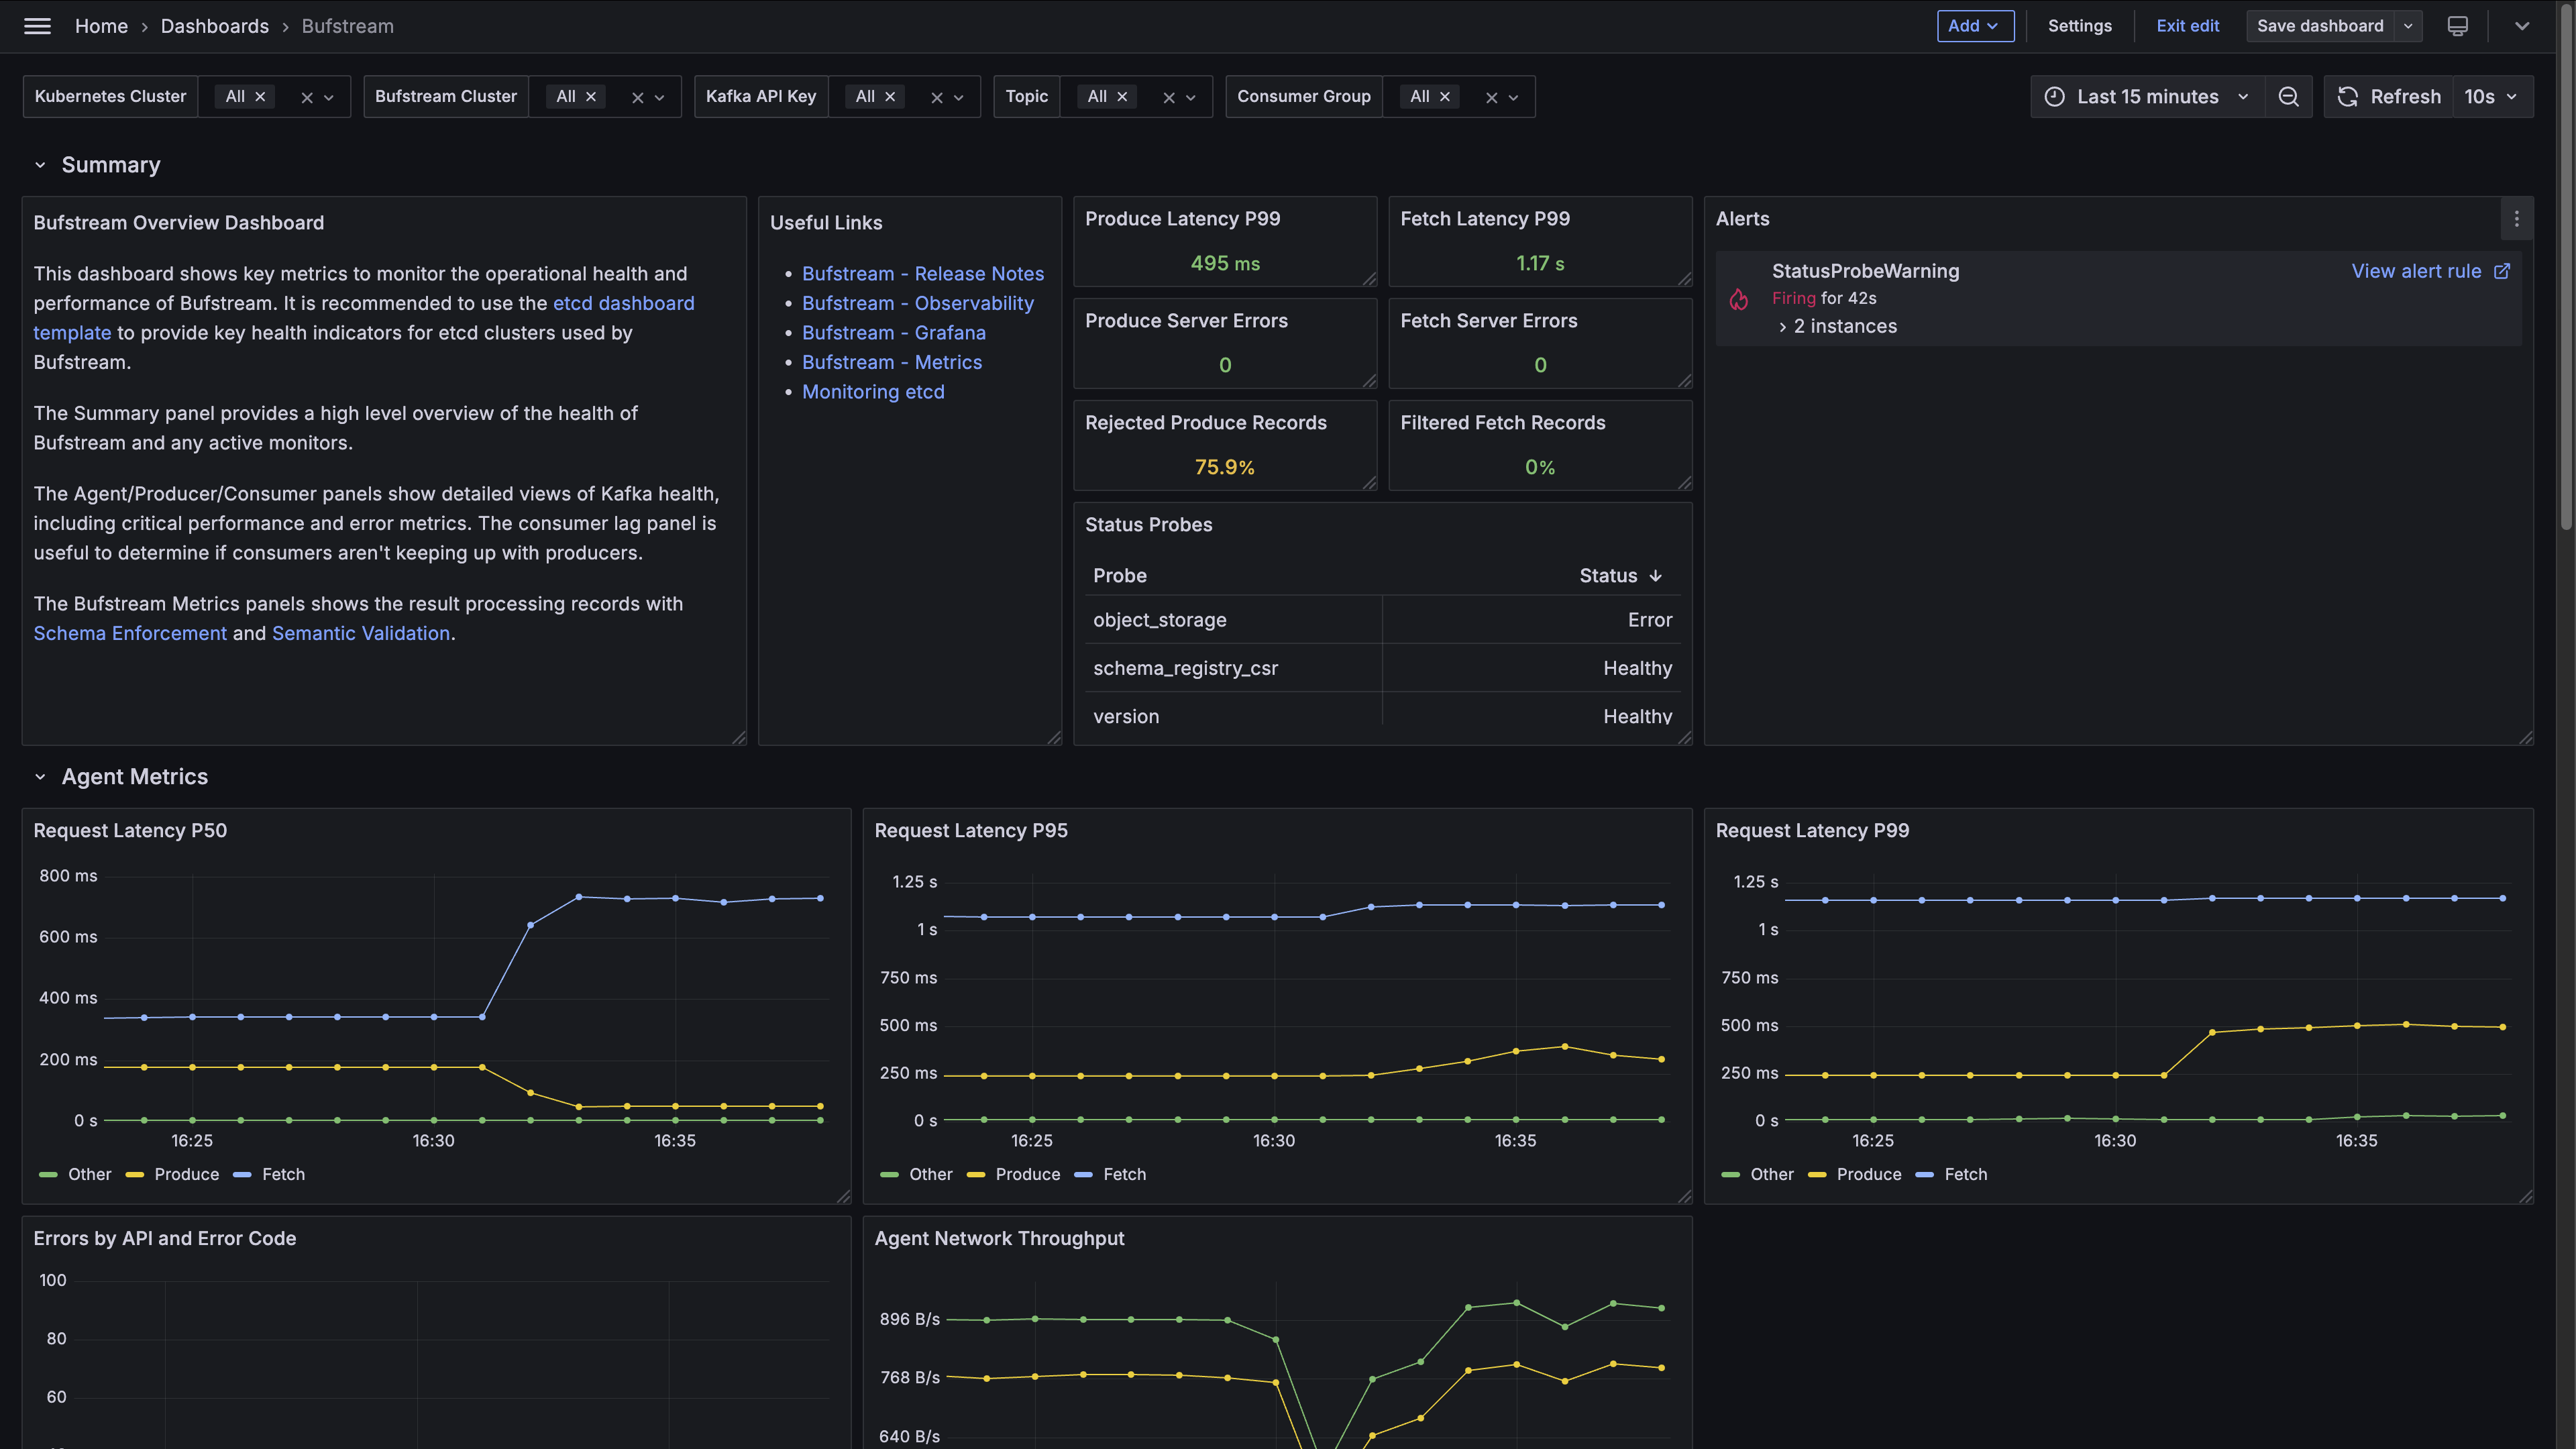 Home › Dashboards › Bufstream
Add
Settings
Exit edit
Save dashboard
Kubernetes Cluster All
Bufstream Cluster All
Kafka API Key All
Topic All
Consumer Group All
Last 15 minutes
Refresh 10s
Summary
Bufstream Overview Dashboard
This dashboard shows key metrics to monitor the operational health and
performance of Bufstream. It is recommended to use the etcd dashboard
template to provide key health indicators for etcd clusters used by
Bufstream.
The Summary panel provides a high level overview of the health of
Bufstream and any active monitors.
The Agent/Producer/Consumer panels show detailed views of Kafka health,
including critical performance and error metrics. The consumer lag panel is
useful to determine if consumers aren't keeping up with producers.
The Bufstream Metrics panels shows the result processing records with
Schema Enforcement and Semantic Validation.
Useful Links
Bufstream - Release Notes
Bufstream - Observability
Bufstream - Grafana
Bufstream - Metrics
Monitoring etcd
Produce Latency P99
495 ms
Fetch Latency P99
1.17 s
Produce Server Errors
0
Fetch Server Errors
0
Rejected Produce Records
75.9%
Filtered Fetch Records
0%
Status Probes
Probe Status
object_storage Error
schema_registry_csr Healthy
version Healthy
Alerts
StatusProbeWarning
View alert rule
Firing for 42s
2 instances
Agent Metrics
Request Latency P50
800 ms
600 ms
400 ms
200 ms
0 s
16:25 16:30 16:35
Other Produce Fetch
Request Latency P95
1.25 s
1 s
750 ms
500 ms
250 ms
0 s
16:25 16:30 16:35
Other Produce Fetch
Request Latency P99
1.25 s
1 s
750 ms
500 ms
250 ms
0 s
16:25 16:30 16:35
Other Produce Fetch
Errors by API and Error Code
100
80
60
Agent Network Throughput
896 B/s
768 B/s
640 B/s